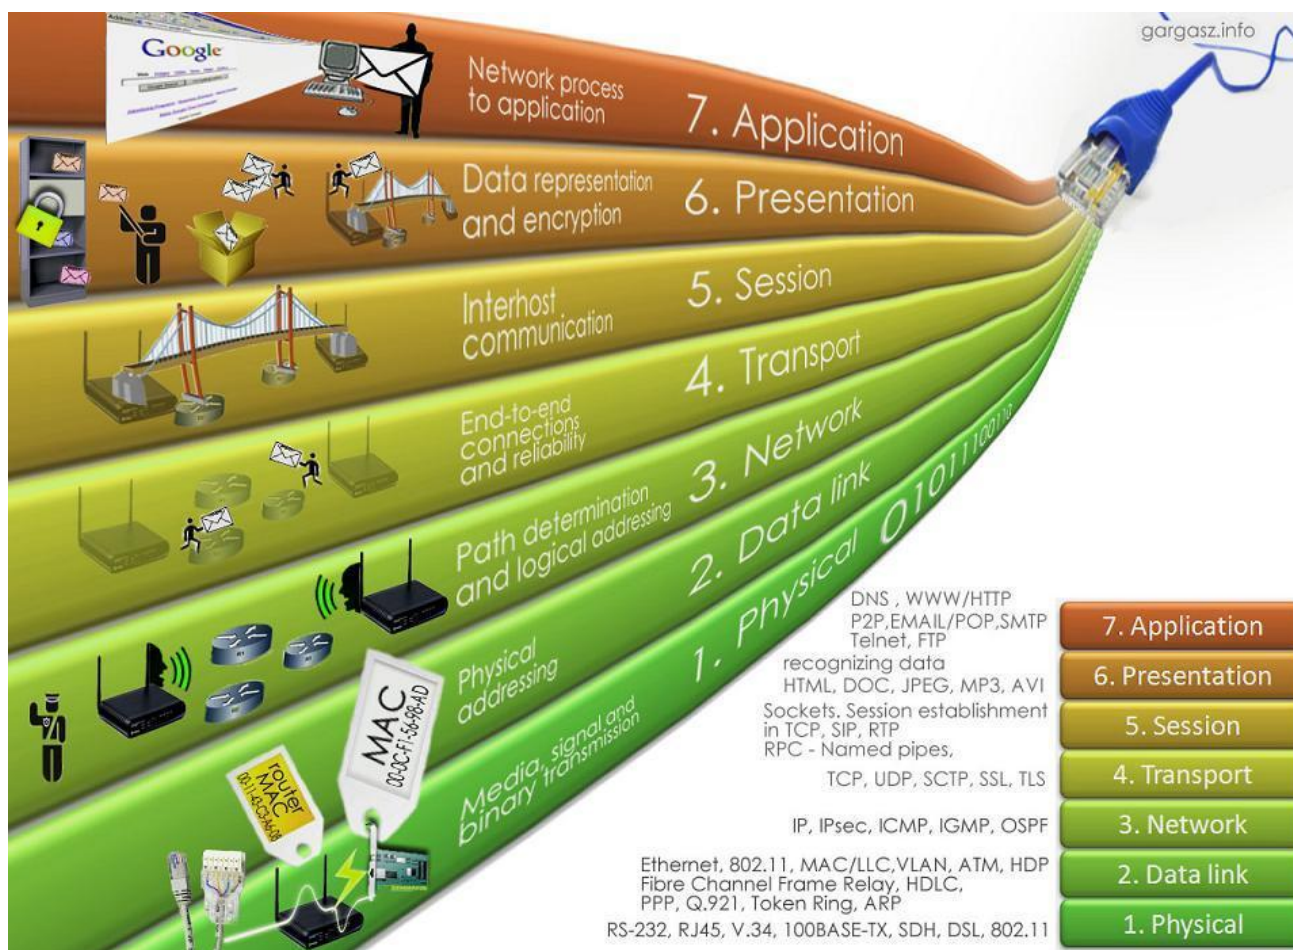 gargasz.info
Google
Network process
to application
7. Application
Data representation
and encryption
6. Presentation
Interhost
communication
5. Session
End-to-end
connections
and reliability
4. Transport
Path determination
and logical addressing
3. Network
Physical
addressing
2. Data link
Media, signal and
binary transmission
1. Physical
MAC
00-0C-F1-56-98-AD
router
MAC
DNS , WWW/HTTP
P2P,EMAIL/POP,SMTP
Telnet, FTP
7. Application
recognizing data
HTML, DOC, JPEG, MP3, AVI
6. Presentation
Sockets. Session establishment
in TCP, SIP, RTP
RPC - Named pipes,
5. Session
TCP, UDP, SCTP, SSL, TLS
4. Transport
IP, IPsec, ICMP, IGMP, OSPF
3. Network
Ethernet, 802.11, MAC/LLC,VLAN, ATM, HDP
Fibre Channel Frame Relay, HDLC,
PPP, Q.921, Token Ring, ARP
2. Data link
RS-232, RJ45, V.34, 100BASE-TX, SDH, DSL, 802.11
1. Physical